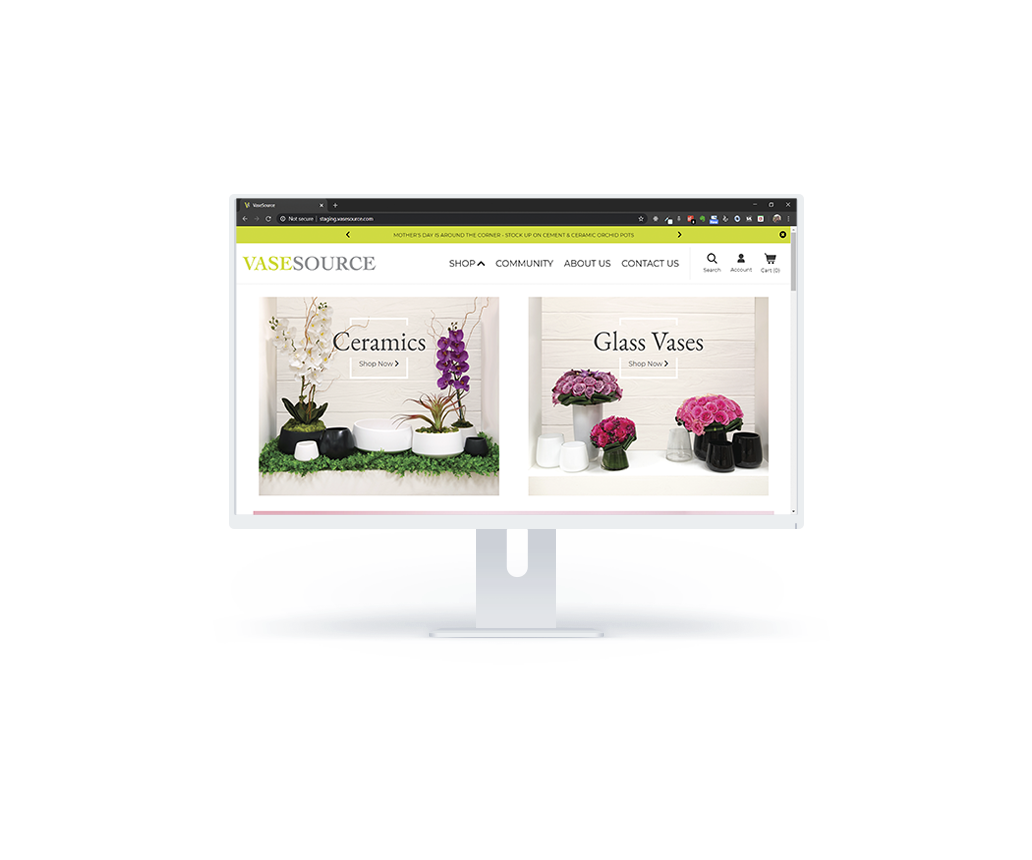 VaseSource
Not secure | staging.vasesource.com
MOTHER'S DAY IS AROUND THE CORNER - STOCK UP ON CEMENT & CERAMIC ORCHID POTS
VASESOURCE
SHOP COMMUNITY ABOUT US CONTACT US
Search Account Cart (0)
Ceramics
Shop Now
Glass Vases
Shop Now